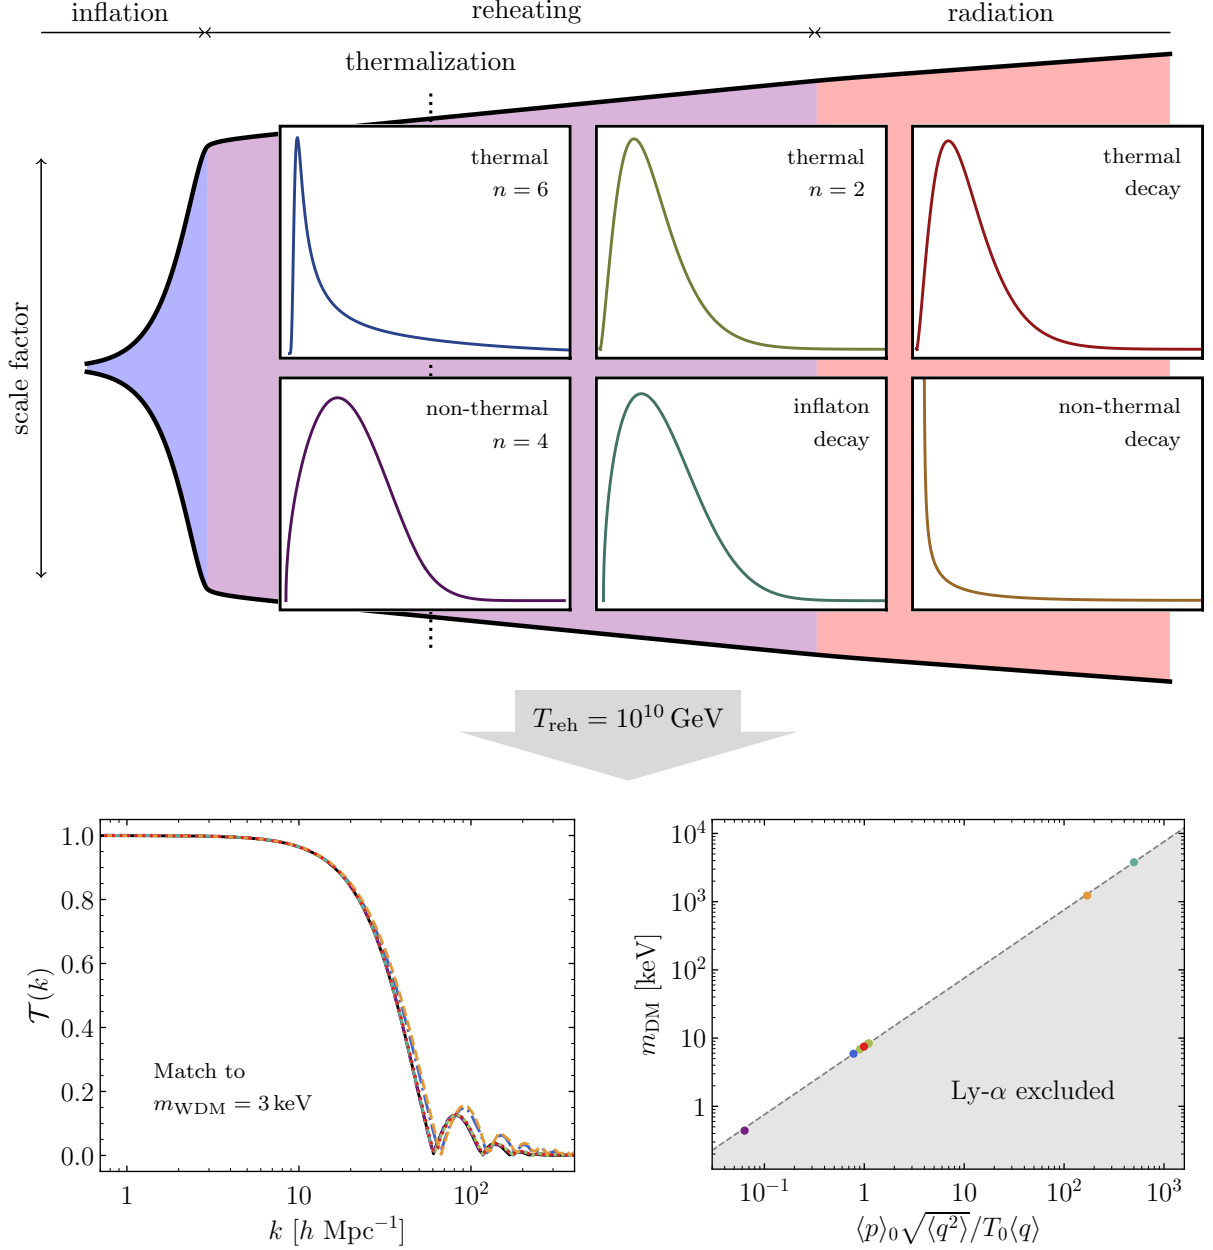 inflation
reheating
radiation
thermalization
scale factor
thermal
n = 6
thermal
n = 2
thermal
decay
non-thermal
n = 4
inflaton
decay
non-thermal
decay
T_reh = 10^10 GeV
1.0
0.8
0.6
0.4
0.2
0.0
𝒯(k)
Match to
m_WDM = 3 keV
1
10
10^2
k [h Mpc^−1]
10^4
10^3
10^2
10
1
m_DM [keV]
Ly-α excluded
10^−1
1
10
10^2
10^3
⟨p⟩_0 √⟨q^2⟩/T_0⟨q⟩